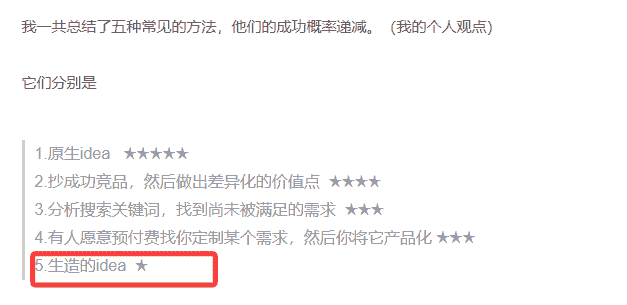 我一共总结了五种常见的方法，他们的成功概率递减。（我的个人观点）
它们分别是
1.原生idea ★★★★★
2.抄成功竞品，然后做出差异化的价值点 ★★★★
3.分析搜索关键词，找到尚未被满足的需求 ★★★
4.有人愿意预付费找你定制某个需求，然后你将它产品化 ★★★
5.生造的idea ★